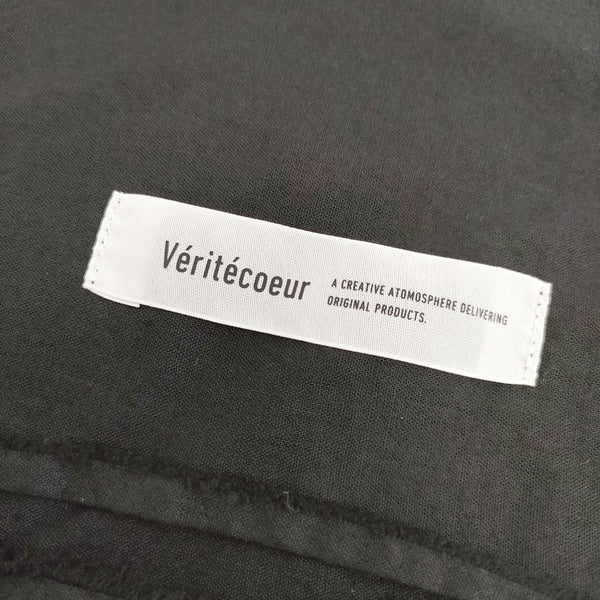 Véritécoeur
A CREATIVE ATOMOSPHERE DELIVERING
ORIGINAL PRODUCTS.